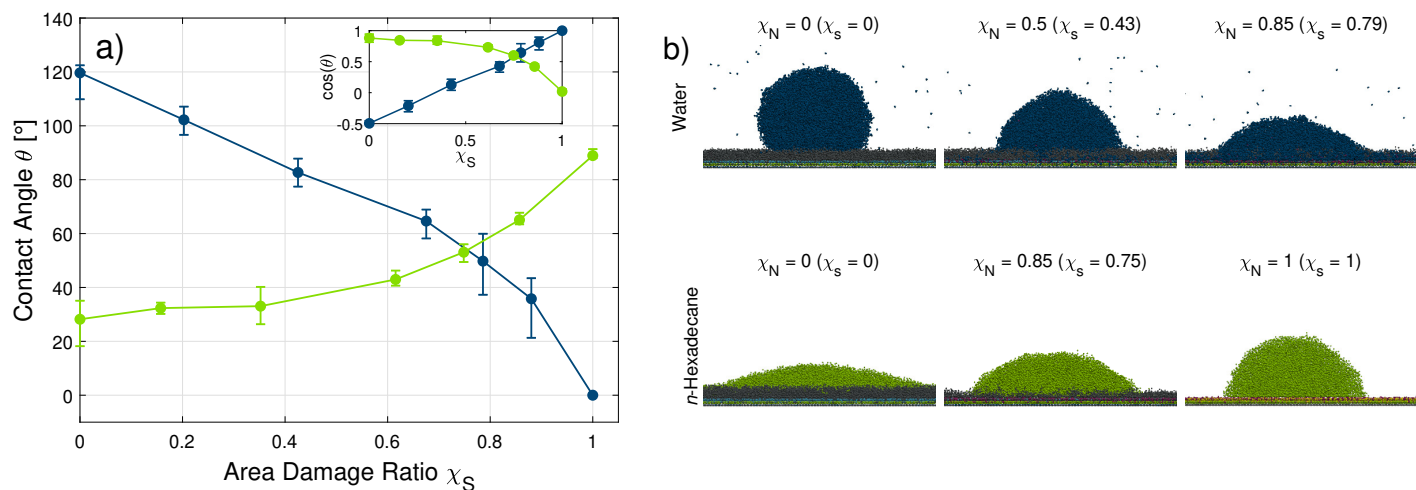 a)
140
120
100
80
60
40
20
0
Contact Angle θ [°]
0
0.2
0.4
0.6
0.8
1
Area Damage Ratio χS
1
0.5
0
-0.5
cos(θ)
0
0.5
1
χS
b)
χN = 0 (χs = 0)
χN = 0.5 (χs = 0.43)
χN = 0.85 (χs = 0.79)
Water
χN = 0 (χs = 0)
χN = 0.85 (χs = 0.75)
χN = 1 (χs = 1)
n-Hexadecane